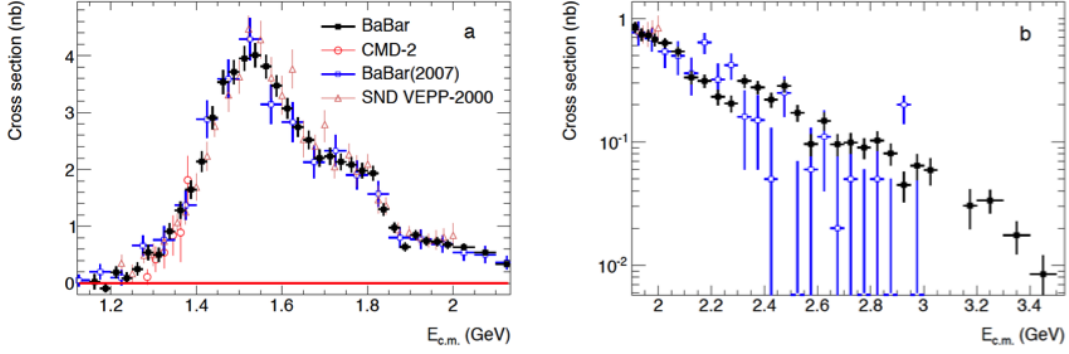 Cross section (nb)
a
BaBar
CMD-2
BaBar(2007)
SND VEPP-2000
4
3
2
1
0
1.2 1.4 1.6 1.8 2
E_c.m. (GeV)
Cross section (nb)
b
1
10^-1
10^-2
2 2.2 2.4 2.6 2.8 3 3.2 3.4
E_c.m. (GeV)